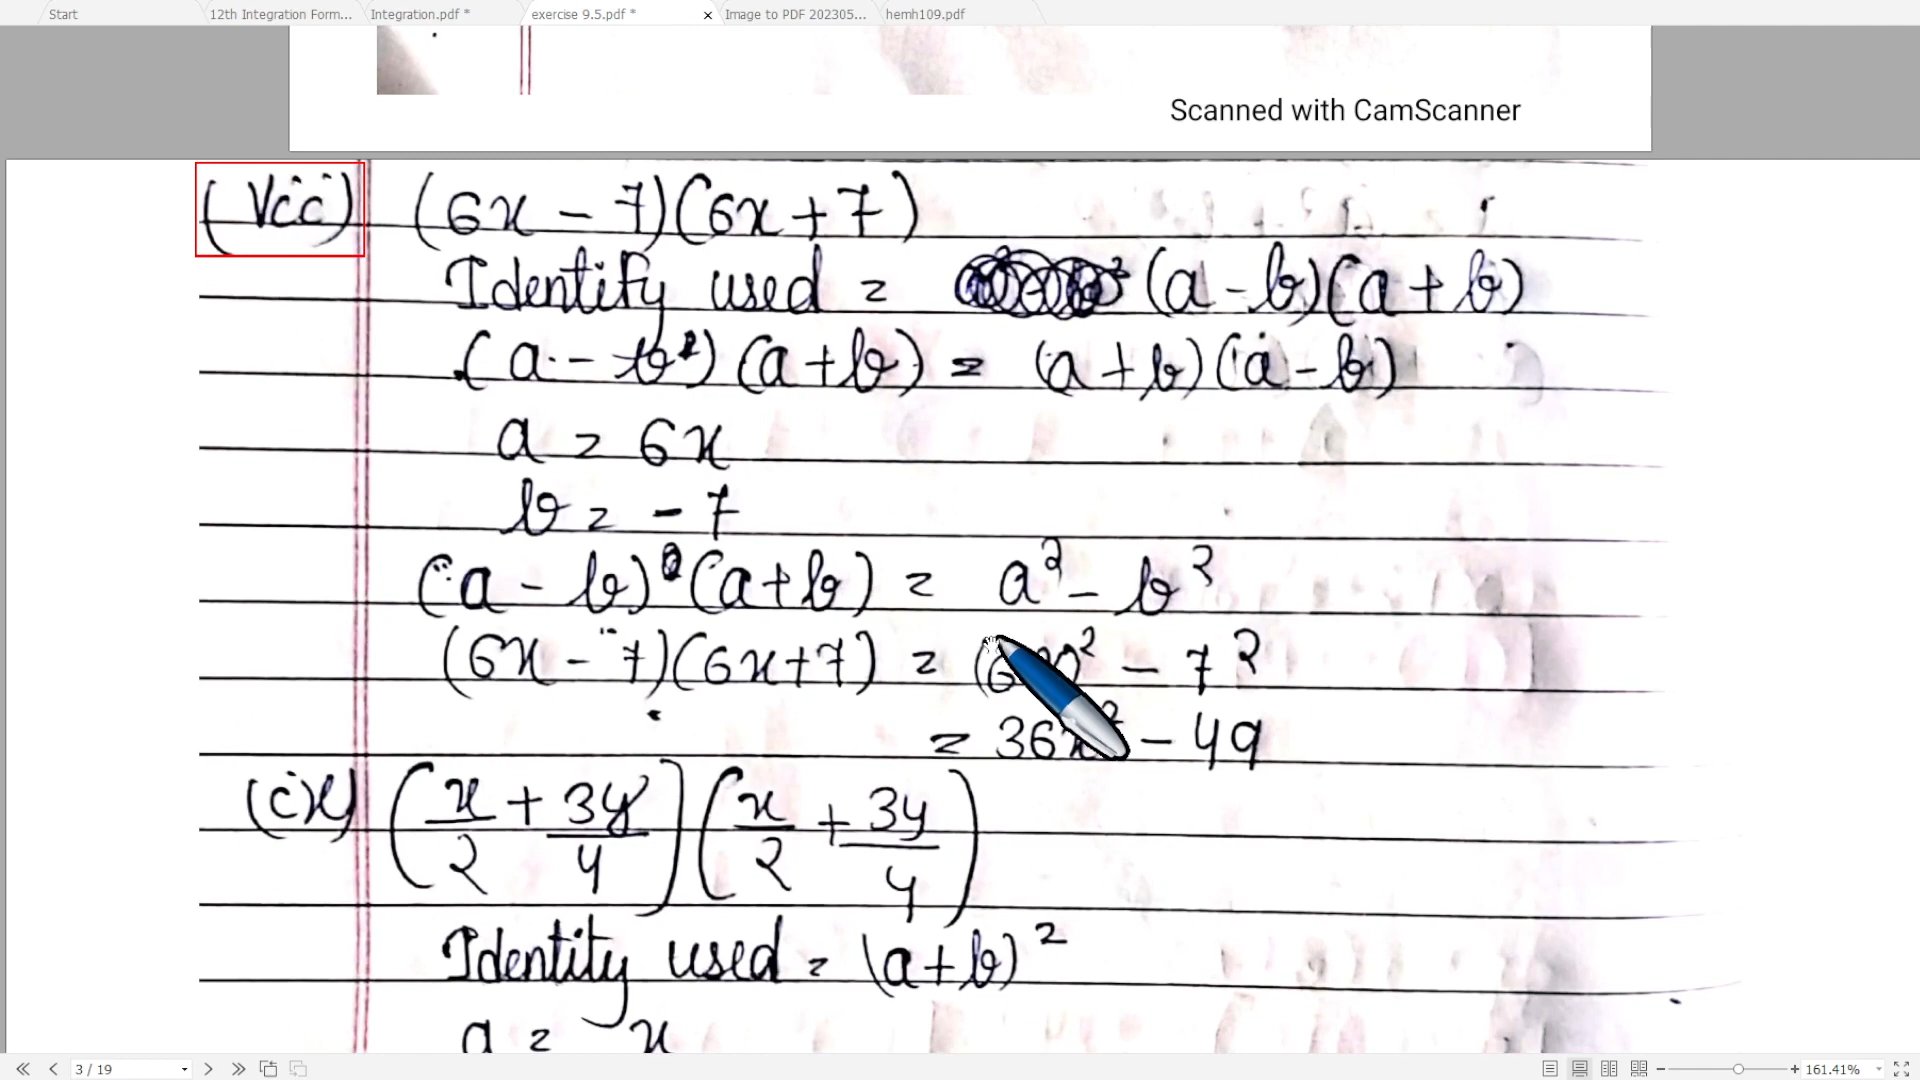 Start 12th Integration Form... Integration.pdf * exercise 9.5.pdf * Image to PDF 202305... hemh109.pdf
Scanned with CamScanner
(Vii) (6x - 7)(6x + 7)
Identify used = (a - b)(a + b)
(a - b)(a + b) = (a + b)(a - b)
a = 6x
b = - 7
(a - b)(a + b) = a² - b²
(6x - 7)(6x + 7) = (6x)² - 7²
= 36x² - 49
(ix) (x/2 + 3y/4)(x/2 + 3y/4)
Identity used = (a + b)²
a = x
3 / 19 161.41%